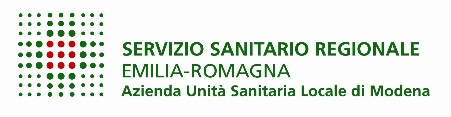 SERVIZIO SANITARIO REGIONALE
EMILIA-ROMAGNA
Azienda Unità Sanitaria Locale di Modena